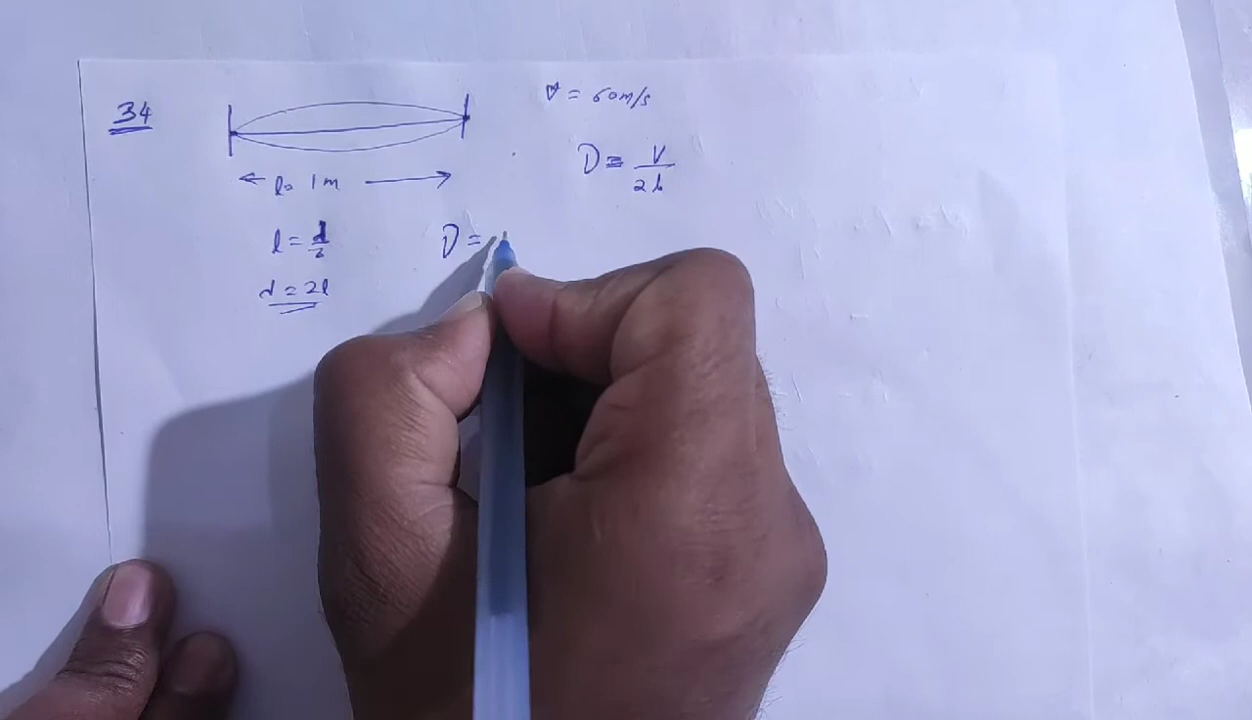 34
v = 60m/s
ν = v/2l
l = 1m
l = λ/2
ν =
λ = 2l